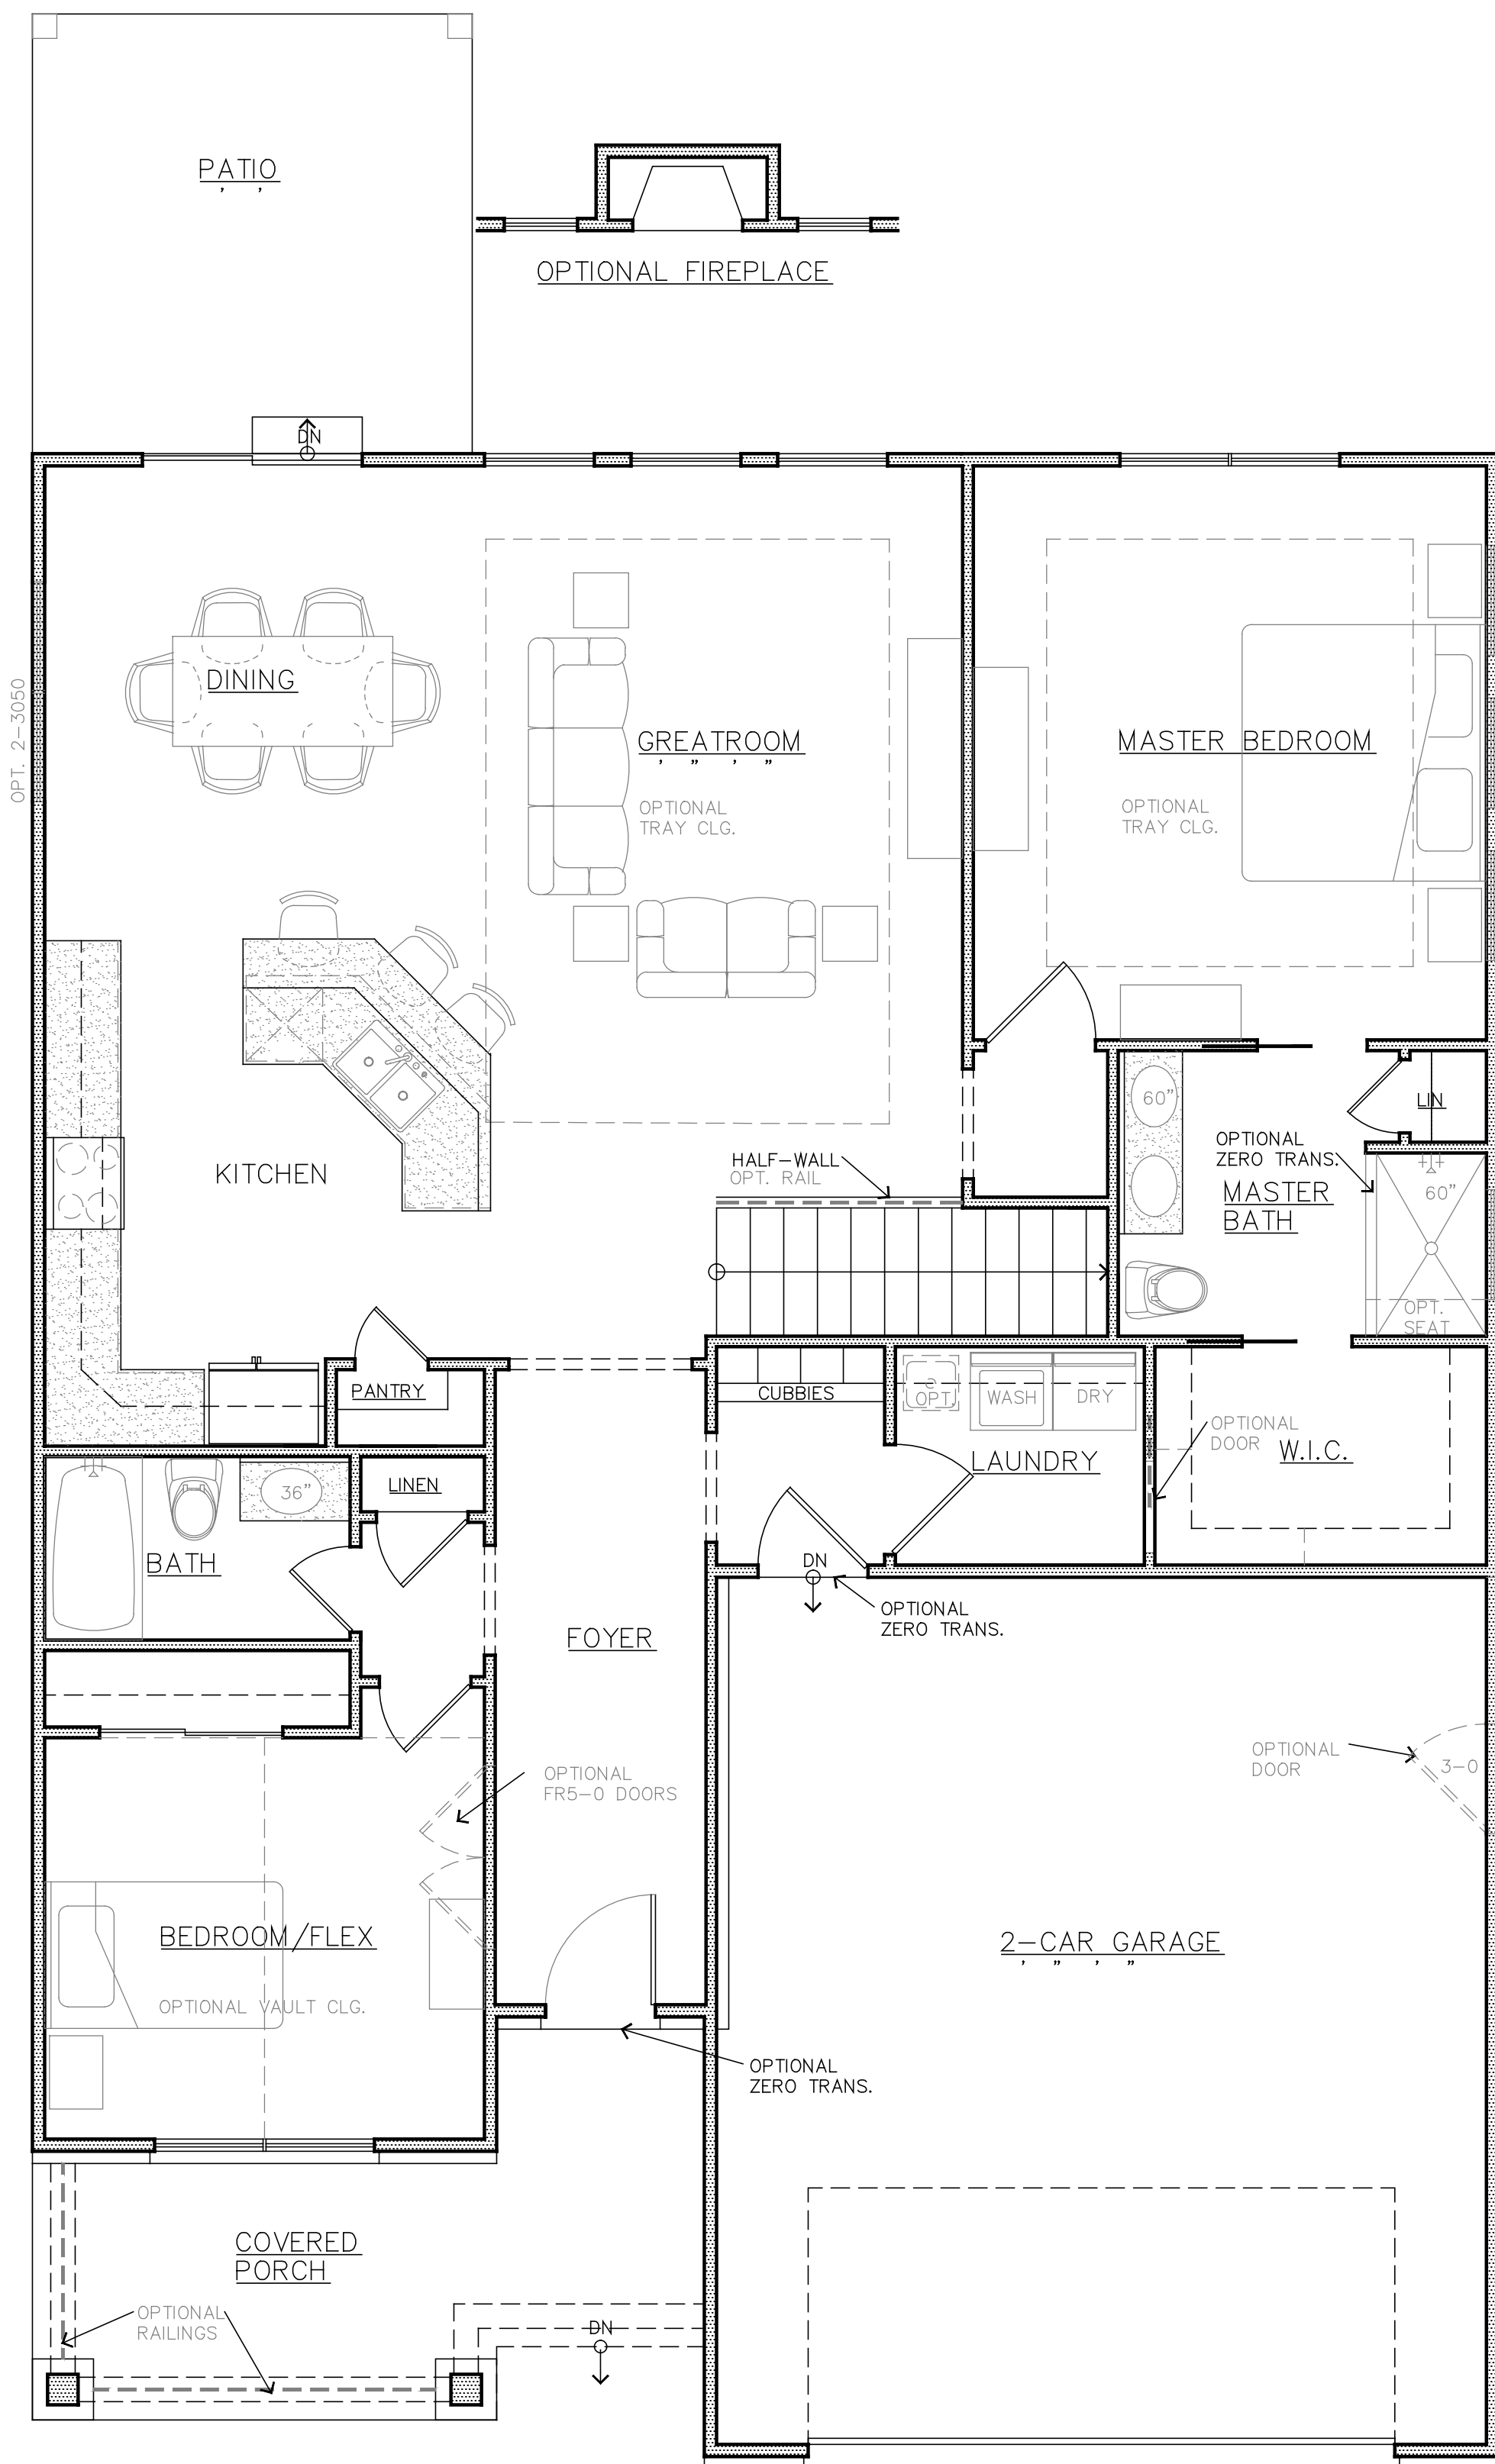 PATIO
' '
OPTIONAL FIREPLACE
DN
DINING
OPT. 2-3050
GREATROOM
' " ' "
OPTIONAL
TRAY CLG.
MASTER BEDROOM
OPTIONAL
TRAY CLG.
60"
LIN
OPTIONAL
ZERO TRANS.
MASTER
BATH
60"
OPT.
SEAT
KITCHEN
HALF-WALL
OPT. RAIL
PANTRY
CUBBIES
OPT.
WASH
DRY
LAUNDRY
OPTIONAL
DOOR
W.I.C.
LINEN
36"
BATH
DN
OPTIONAL
ZERO TRANS.
FOYER
OPTIONAL
FR5-0 DOORS
OPTIONAL
DOOR
3-0
BEDROOM/FLEX
OPTIONAL VAULT CLG.
2-CAR GARAGE
' " ' "
OPTIONAL
ZERO TRANS.
COVERED
PORCH
OPTIONAL
RAILINGS
DN